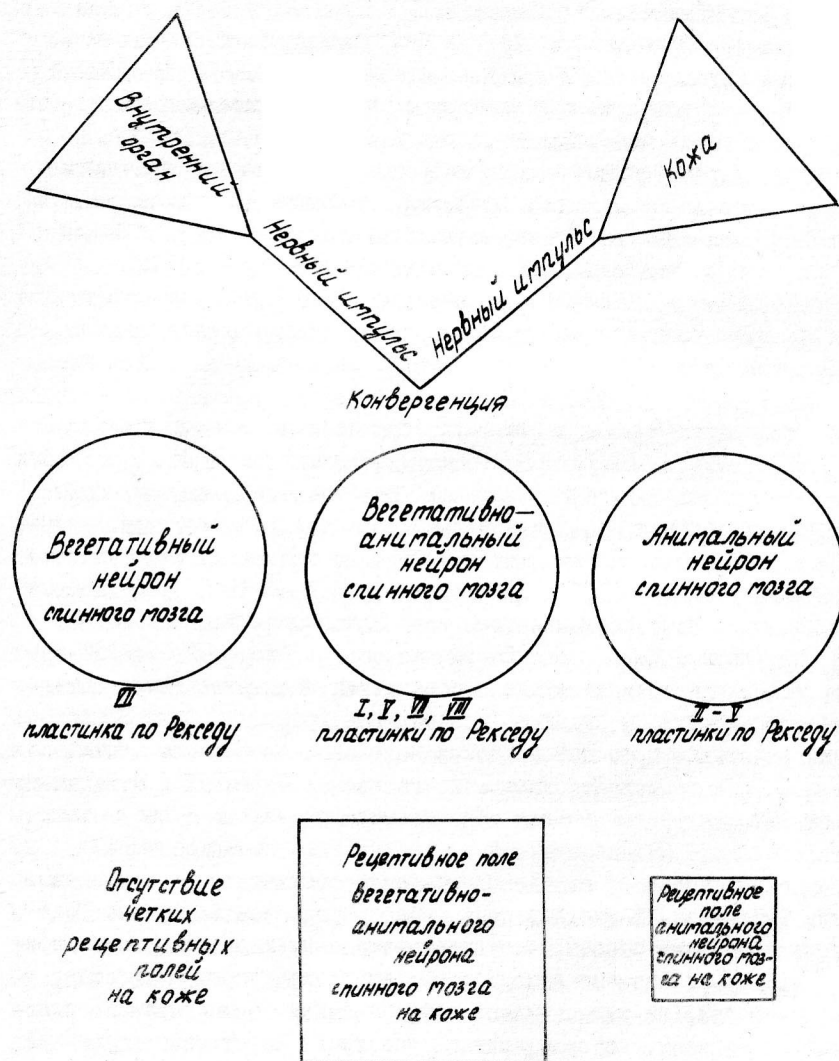 Внутренний
орган
Кожа
Нервный импульс
Нервный импульс
Конвергенция
Вегетативный
нейрон
спинного мозга
VII
пластинка по Рекседу
Вегетативно-
анимальный
нейрон
спинного мозга
I, V, VII, VIII
пластинки по Рекседу
Анимальный
нейрон
спинного мозга
II - V
пластинки по Рекседу
Отсутствие
четких
рецептивных
полей
на коже
Рецептивное поле
вегетативно-
анимального
нейрона
спинного мозга
на коже
Рецептивное
поле
анимального
нейрона
спинного моз-
га на коже